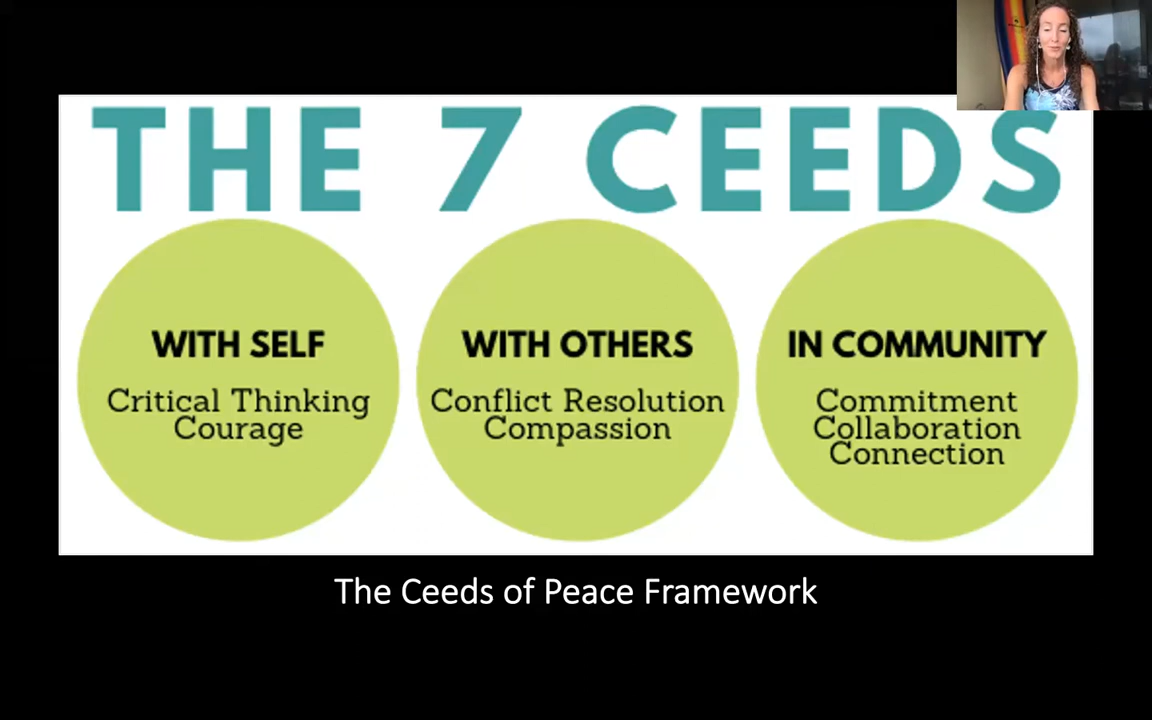 THE 7 CEEDS
WITH SELF
Critical Thinking
Courage
WITH OTHERS
Conflict Resolution
Compassion
IN COMMUNITY
Commitment
Collaboration
Connection
The Ceeds of Peace Framework